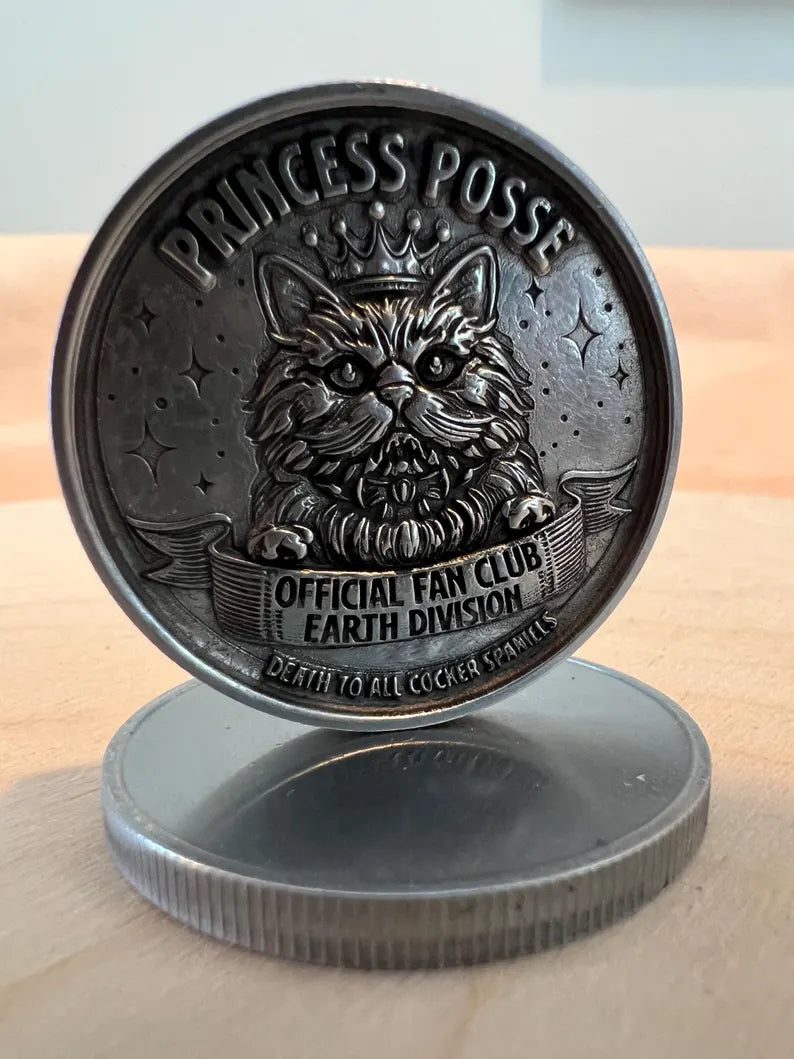 PRINCESS POSSE
OFFICIAL FAN CLUB
EARTH DIVISION
DEATH TO ALL COCKER SPANIELS